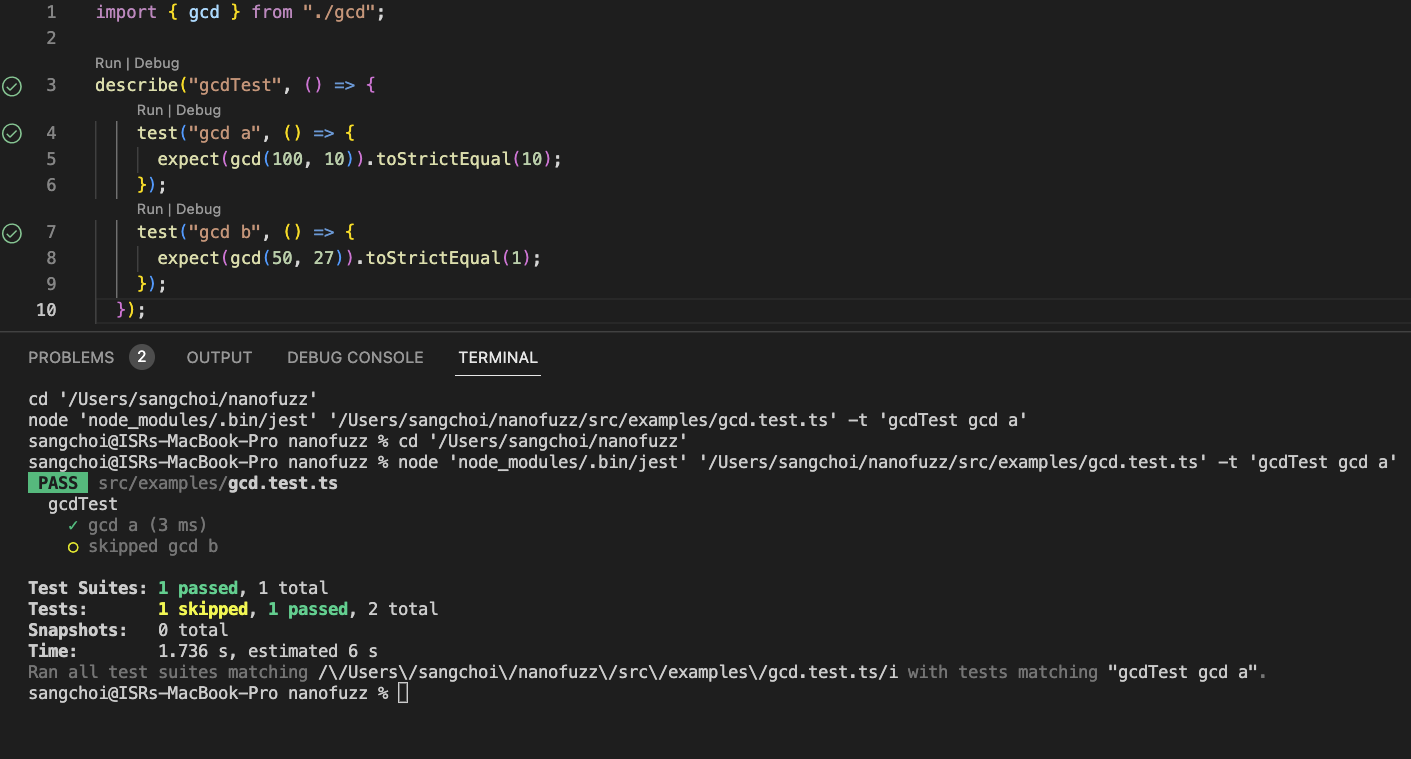 1 import { gcd } from "./gcd";
2
Run | Debug
3 describe("gcdTest", () => {
Run | Debug
4 test("gcd a", () => {
5 expect(gcd(100, 10)).toStrictEqual(10);
6 });
Run | Debug
7 test("gcd b", () => {
8 expect(gcd(50, 27)).toStrictEqual(1);
9 });
10 });
PROBLEMS 2 OUTPUT DEBUG CONSOLE TERMINAL
cd '/Users/sangchoi/nanofuzz'
node 'node_modules/.bin/jest' '/Users/sangchoi/nanofuzz/src/examples/gcd.test.ts' -t 'gcdTest gcd a'
sangchoi@ISRs-MacBook-Pro nanofuzz % cd '/Users/sangchoi/nanofuzz'
sangchoi@ISRs-MacBook-Pro nanofuzz % node 'node_modules/.bin/jest' '/Users/sangchoi/nanofuzz/src/examples/gcd.test.ts' -t 'gcdTest gcd a'
PASS src/examples/gcd.test.ts
gcdTest
✓ gcd a (3 ms)
○ skipped gcd b
Test Suites: 1 passed, 1 total
Tests: 1 skipped, 1 passed, 2 total
Snapshots: 0 total
Time: 1.736 s, estimated 6 s
Ran all test suites matching /\/Users\/sangchoi\/nanofuzz\/src\/examples\/gcd.test.ts/i with tests matching "gcdTest gcd a".
sangchoi@ISRs-MacBook-Pro nanofuzz %